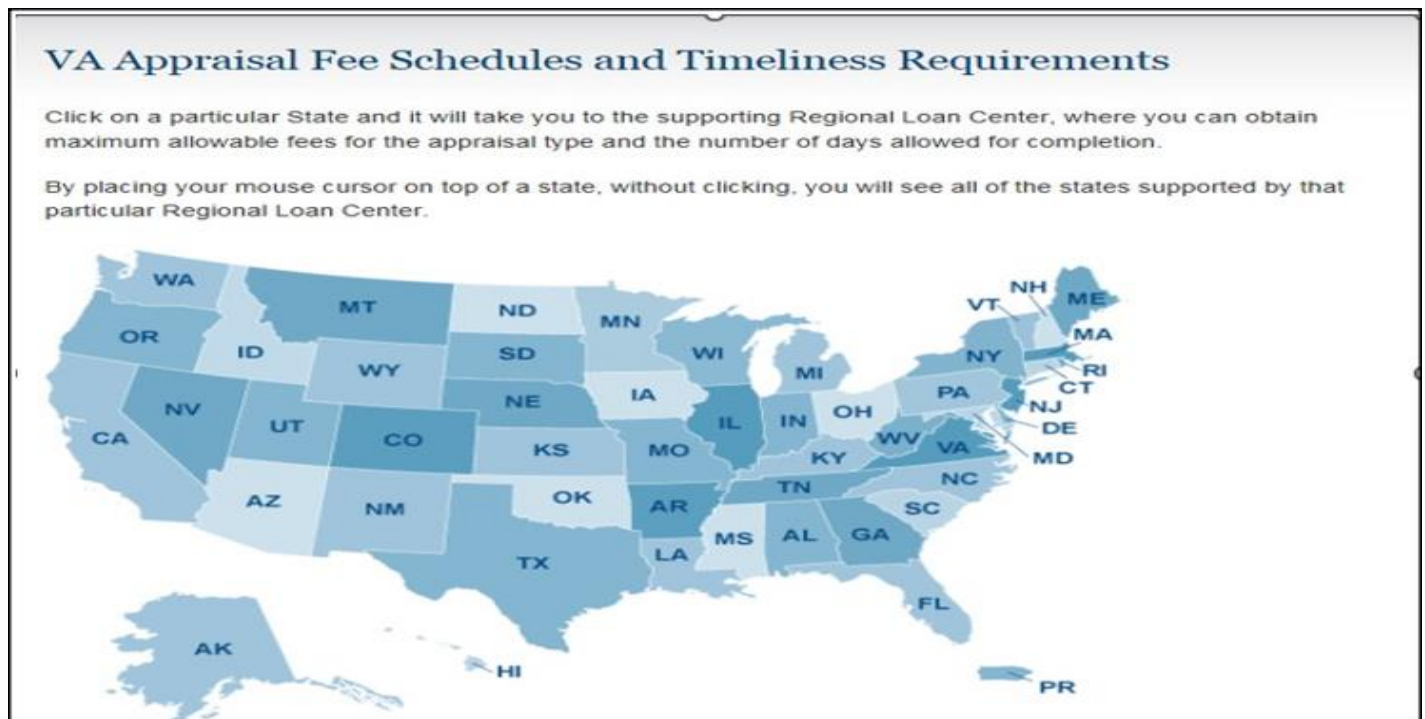 VA Appraisal Fee Schedules and Timeliness Requirements
Click on a particular State and it will take you to the supporting Regional Loan Center, where you can obtain
maximum allowable fees for the appraisal type and the number of days allowed for completion.
By placing your mouse cursor on top of a state, without clicking, you will see all of the states supported by that
particular Regional Loan Center.
WA
MT
ND
MN
VT
NH
ME
OR
ID
SD
WI
MI
NY
MA
WY
RI
CT
NV
NE
IA
PA
NJ
UT
CO
IL
IN
OH
DE
CA
KS
MO
KY
WV
VA
MD
AZ
NM
OK
AR
TN
NC
SC
TX
LA
MS
AL
GA
FL
AK
HI
PR